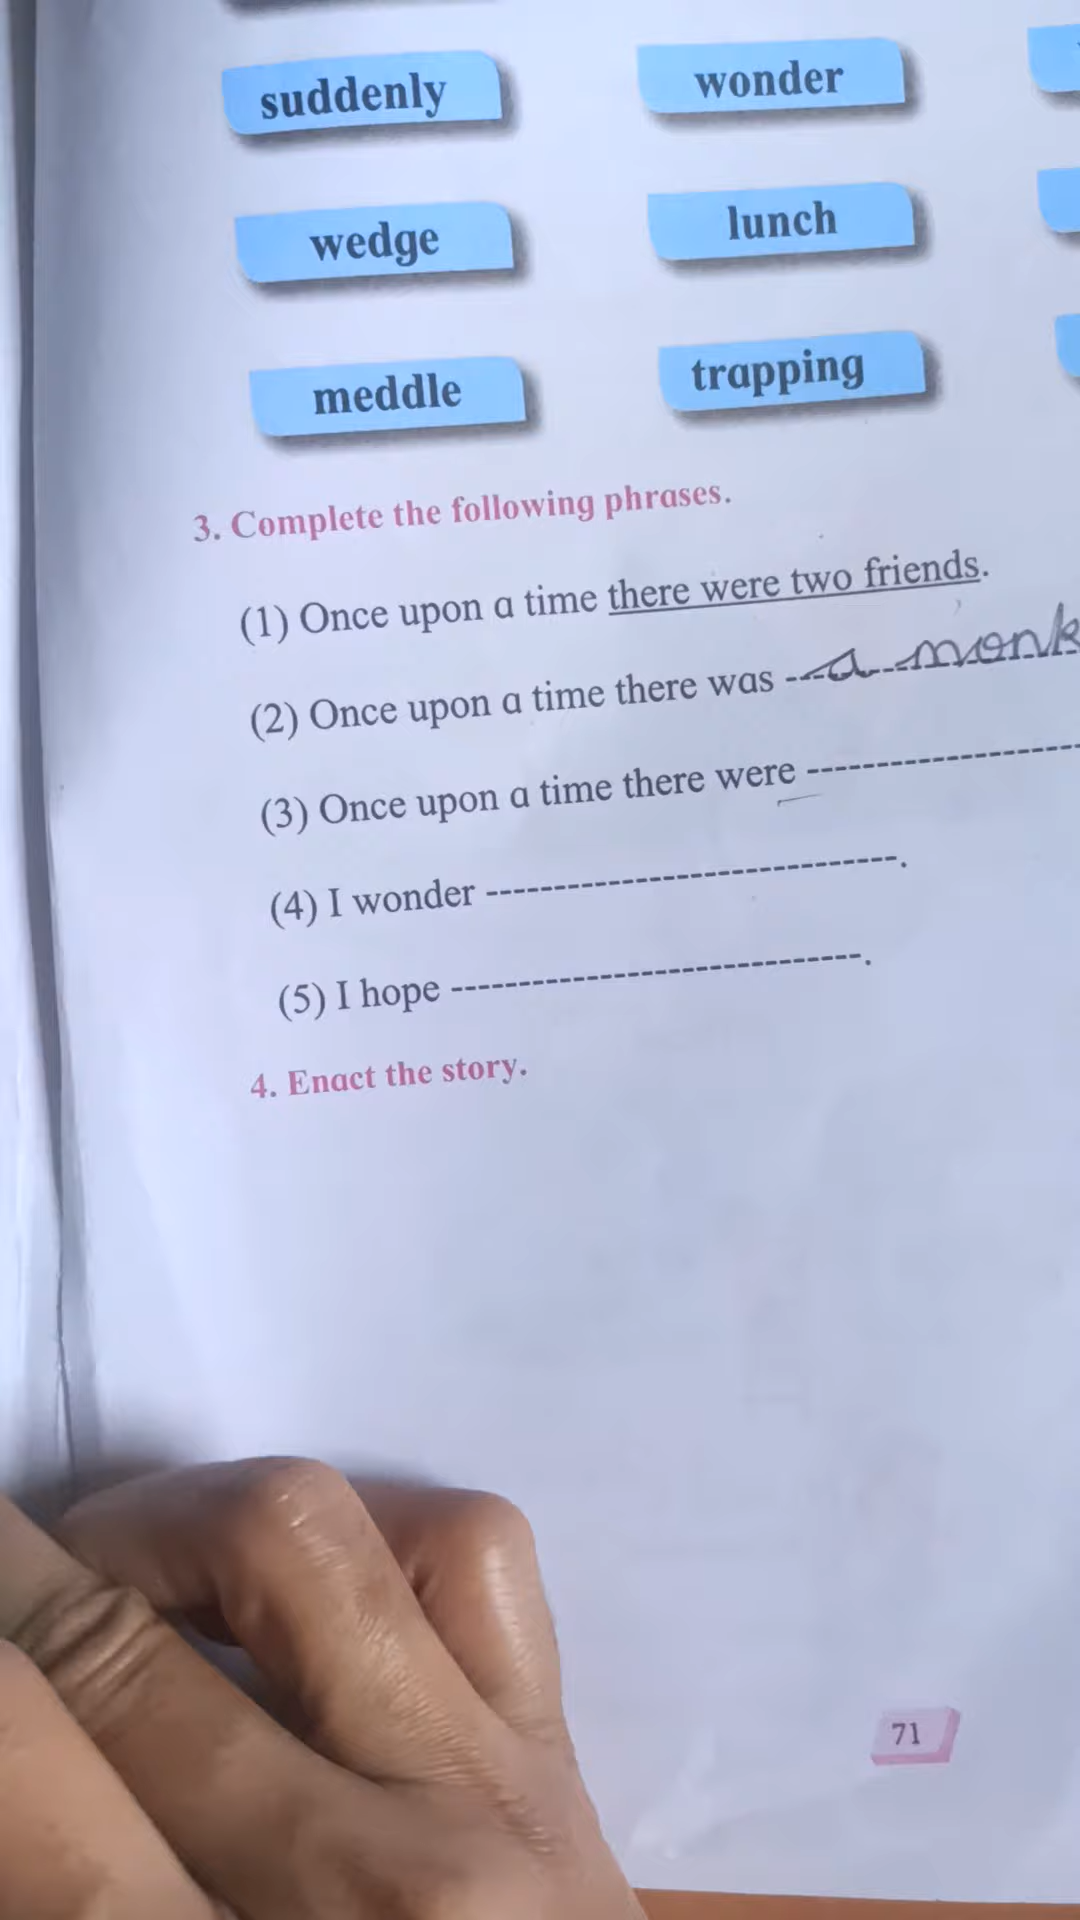 suddenly wonder
wedge lunch
meddle trapping
3. Complete the following phrases.
(1) Once upon a time there were two friends.
(2) Once upon a time there was a monk
(3) Once upon a time there were
(4) I wonder
(5) I hope
4. Enact the story.
71